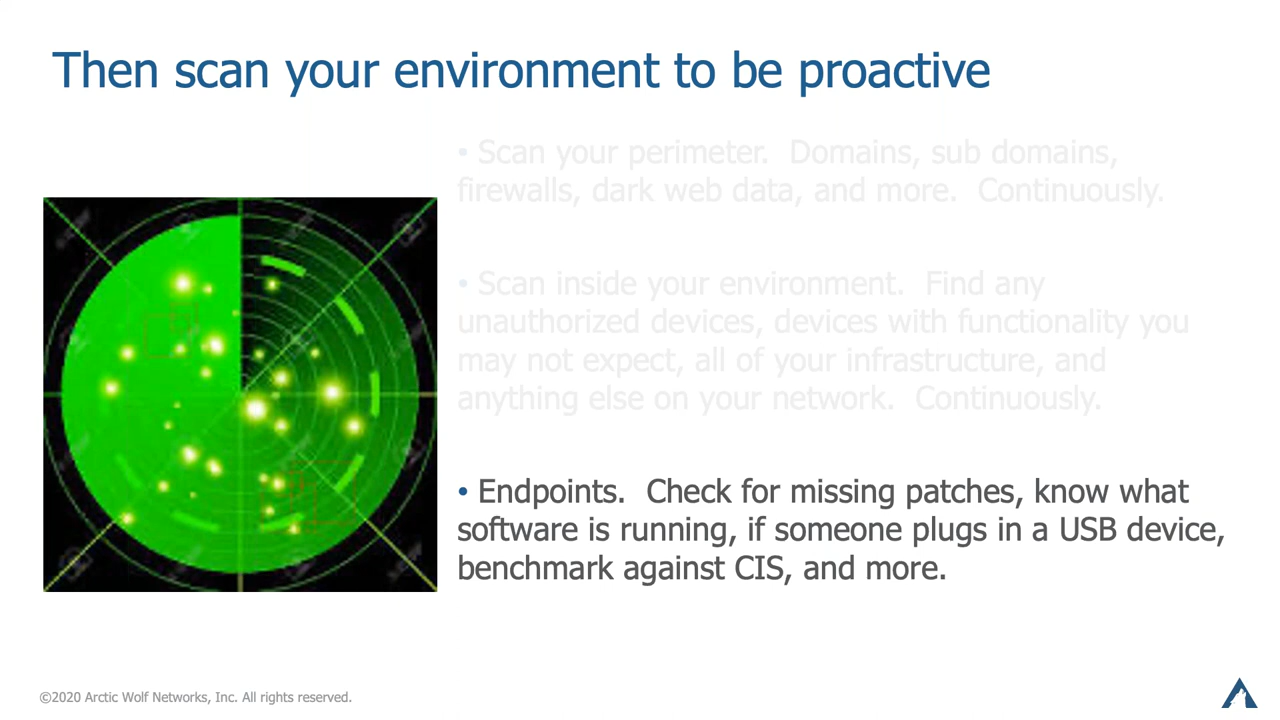 Then scan your environment to be proactive
• Scan your perimeter.  Domains, sub domains,
firewalls, dark web data, and more.  Continuously.
• Scan inside your environment.  Find any
unauthorized devices, devices with functionality you
may not expect, all of your infrastructure, and
anything else on your network.  Continuously.
• Endpoints.  Check for missing patches, know what
software is running, if someone plugs in a USB device,
benchmark against CIS, and more.
©2020 Arctic Wolf Networks, Inc. All rights reserved.